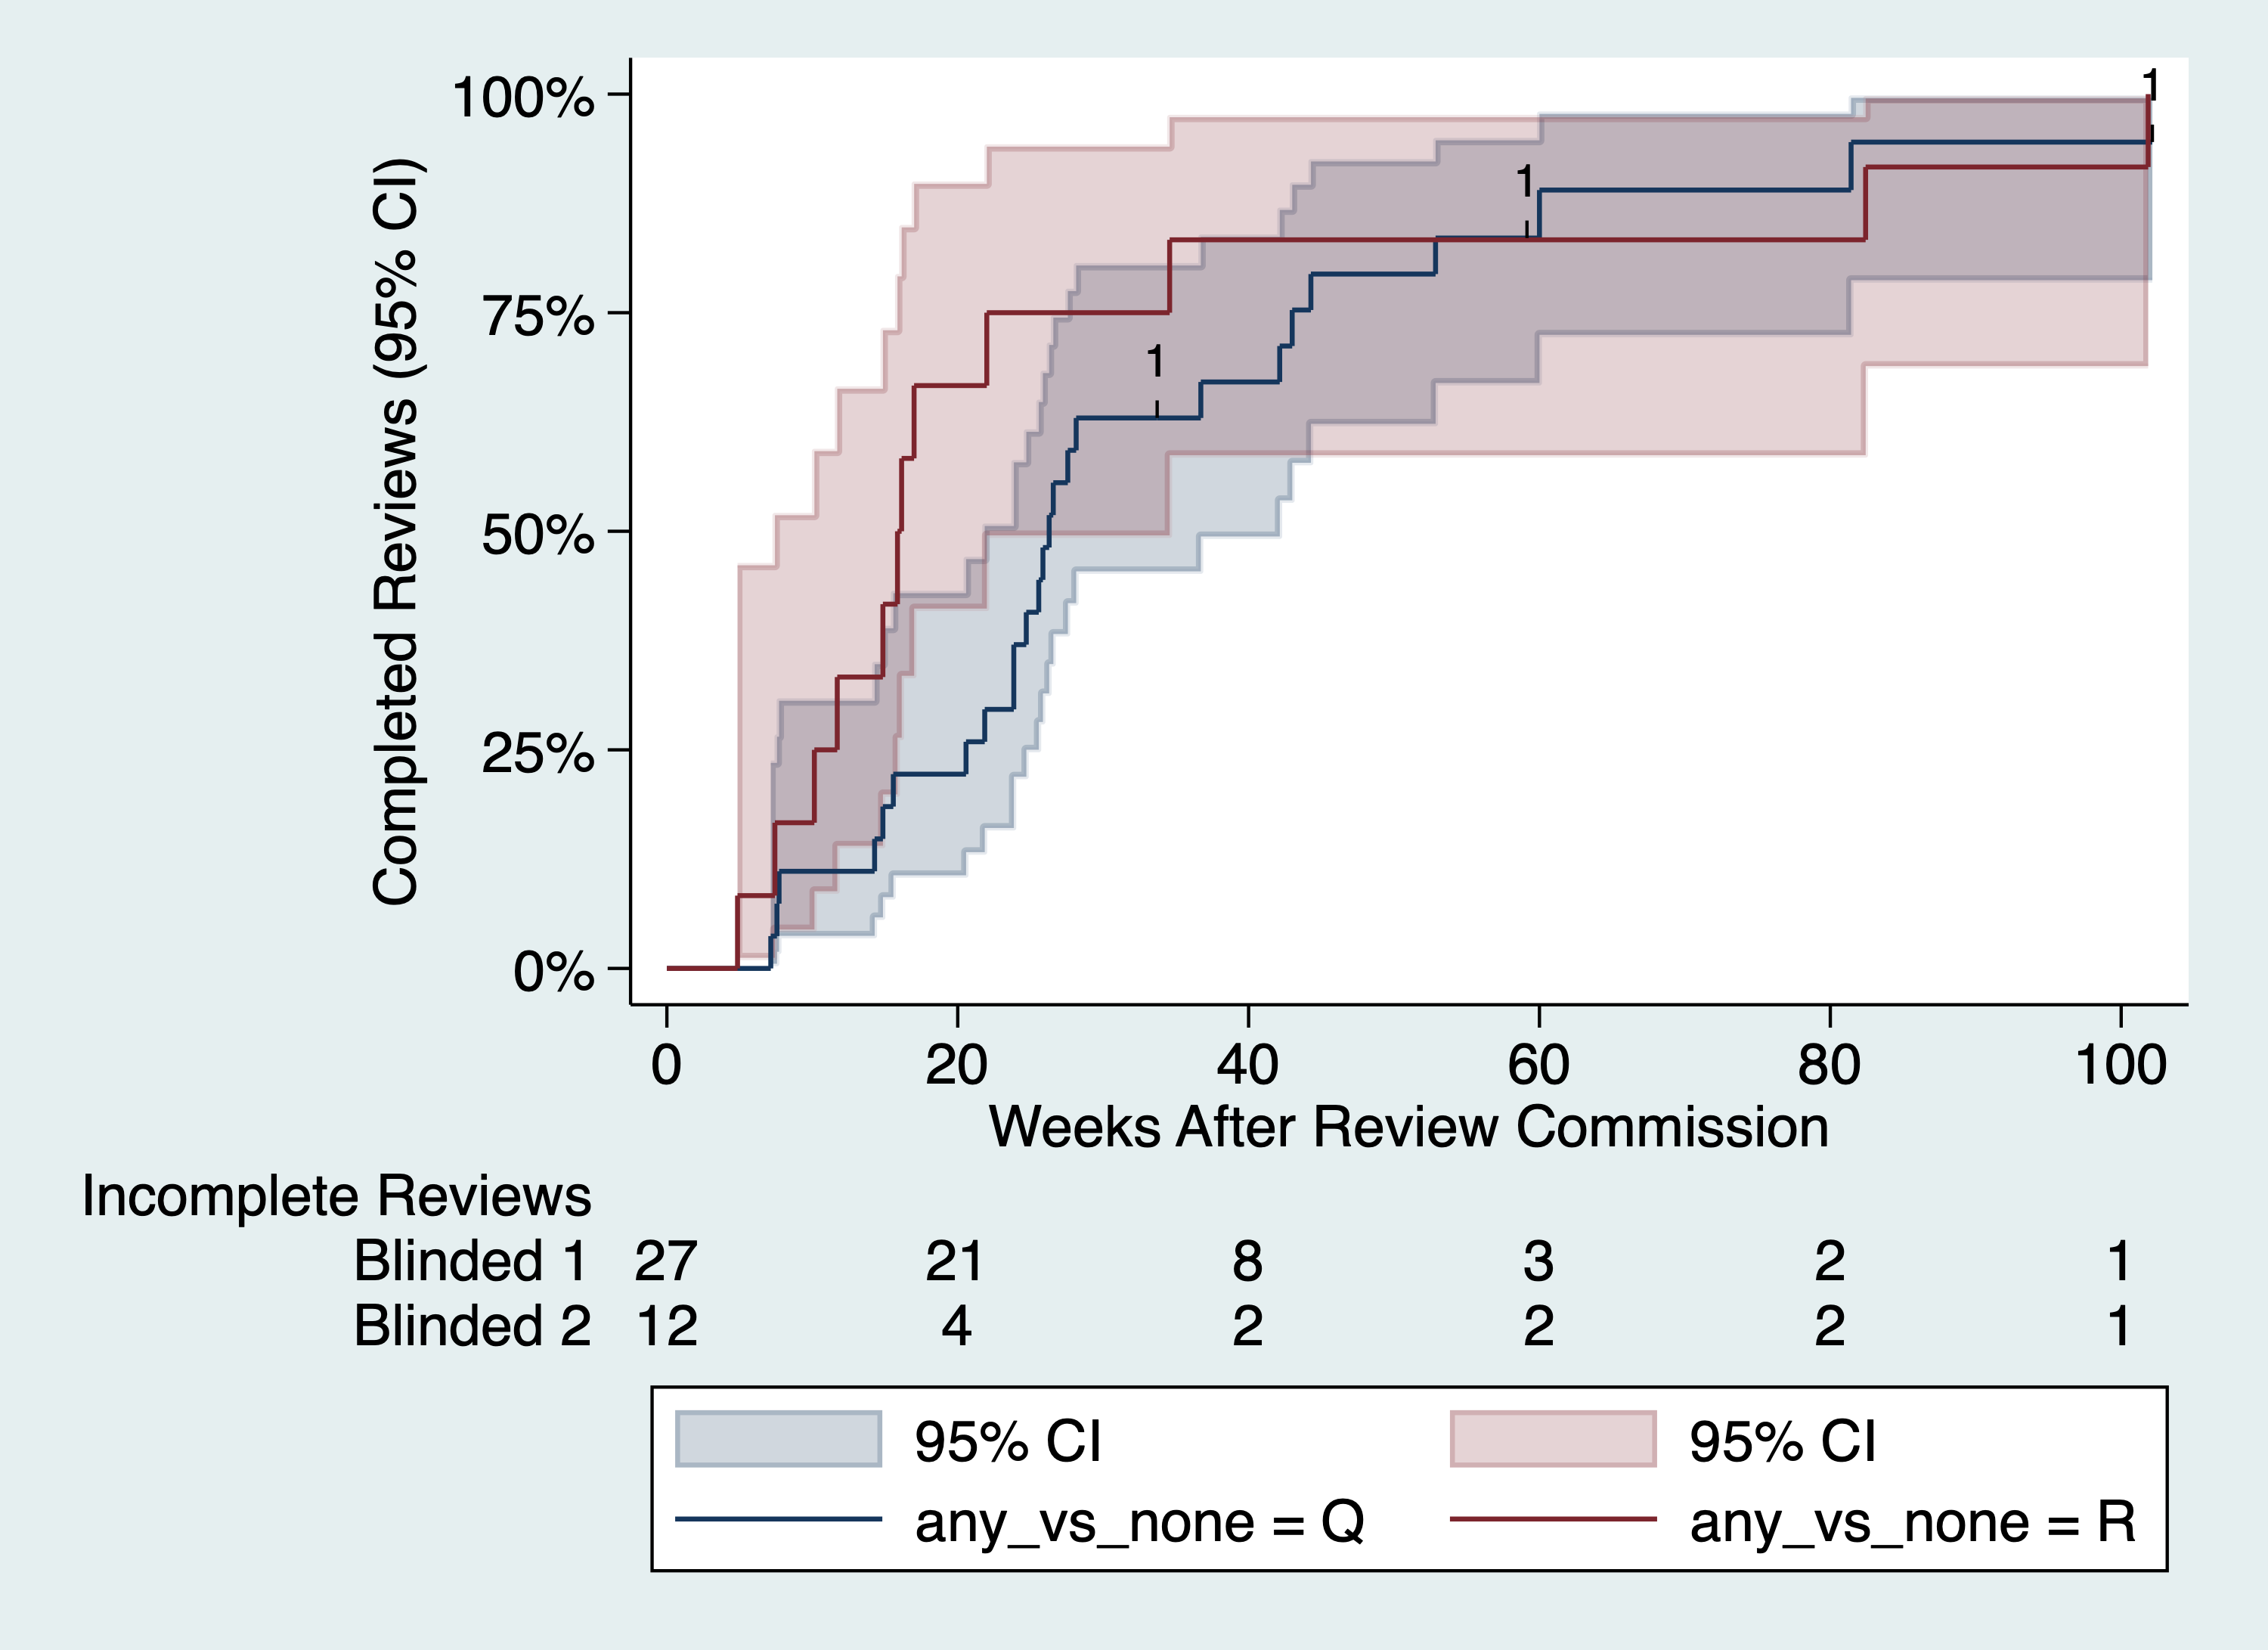 Completed Reviews (95% CI)
100%
75%
50%
25%
0%
1
1
1
0 20 40 60 80 100
Weeks After Review Commission
Incomplete Reviews
Blinded 1 27 21 8 3 2 1
Blinded 2 12 4 2 2 2 1
95% CI 95% CI
any_vs_none = Q any_vs_none = R